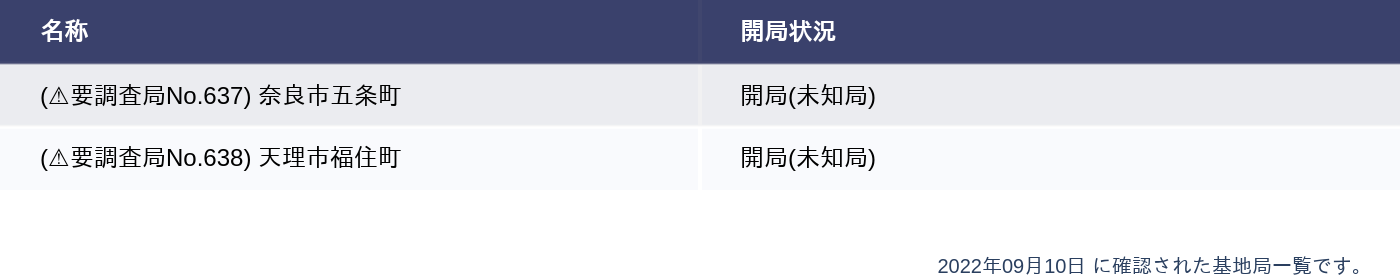 名称 開局状況
(⚠要調査局No.637) 奈良市五条町 開局(未知局)
(⚠要調査局No.638) 天理市福住町 開局(未知局)
2022年09月10日 に確認された基地局一覧です。